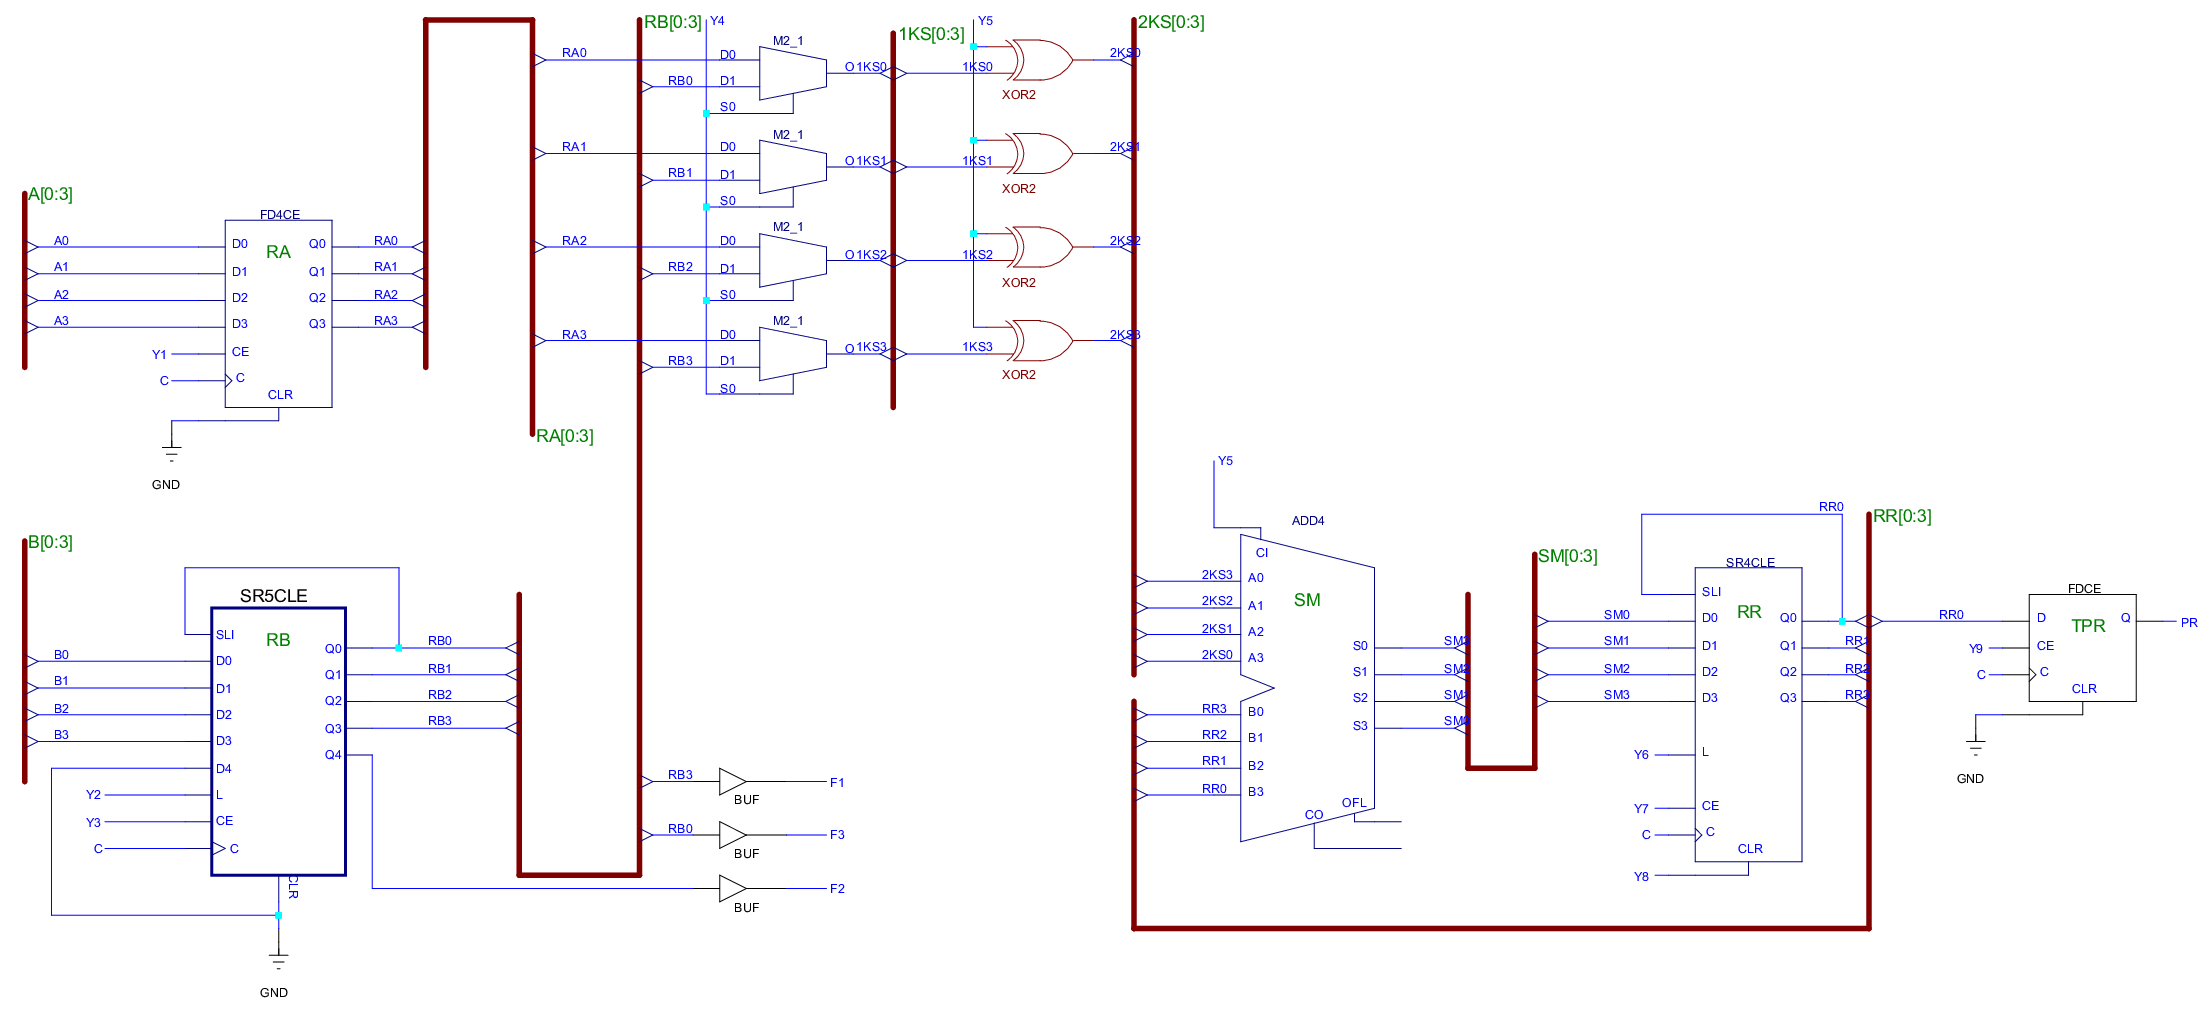 A[0:3]
A0
A1
A2
A3
Y1
C
FD4CE
RA
D0
D1
D2
D3
CE
C
CLR
Q0
Q1
Q2
Q3
GND
RA0
RA1
RA2
RA3
RA[0:3]
RA0
RA1
RA2
RA3
RB[0:3]
RB0
RB1
RB2
RB3
Y4
M2_1
D0
D1
S0
O
M2_1
D0
D1
S0
O
M2_1
D0
D1
S0
O
M2_1
D0
D1
S0
O
1KS0
1KS1
1KS2
1KS3
1KS[0:3]
Y5
1KS0
1KS1
1KS2
1KS3
XOR2
XOR2
XOR2
XOR2
2KS[0:3]
2KS0
2KS1
2KS2
2KS3
B[0:3]
B0
B1
B2
B3
Y2
Y3
C
SR5CLE
RB
SLI
D0
D1
D2
D3
D4
L
CE
C
CLR
Q0
Q1
Q2
Q3
Q4
GND
RB0
RB1
RB2
RB3
RB3
BUF
F1
RB0
BUF
F3
BUF
F2
Y5
ADD4
SM
CI
2KS3
2KS2
2KS1
2KS0
A0
A1
A2
A3
RR3
RR2
RR1
RR0
B0
B1
B2
B3
S0
S1
S2
S3
CO
OFL
SM2
SM[0:3]
SM0
SM1
SM2
SM3
RR0
SR4CLE
RR
SLI
D0
D1
D2
D3
L
CE
C
CLR
Q0
Q1
Q2
Q3
Y6
Y7
C
Y8
RR[0:3]
RR1
RR2
RR0
FDCE
TPR
D
CE
C
CLR
Q
Y9
C
GND
PR